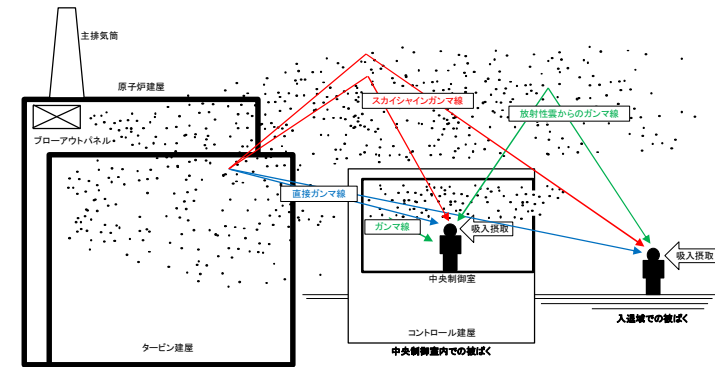 主排気筒
原子炉建屋
ブローアウトパネル
スカイシャインガンマ線
放射性雲からのガンマ線
直接ガンマ線
ガンマ線
吸入摂取
吸入摂取
中央制御室
入退域での被ばく
タービン建屋
コントロール建屋
中央制御室内での被ばく